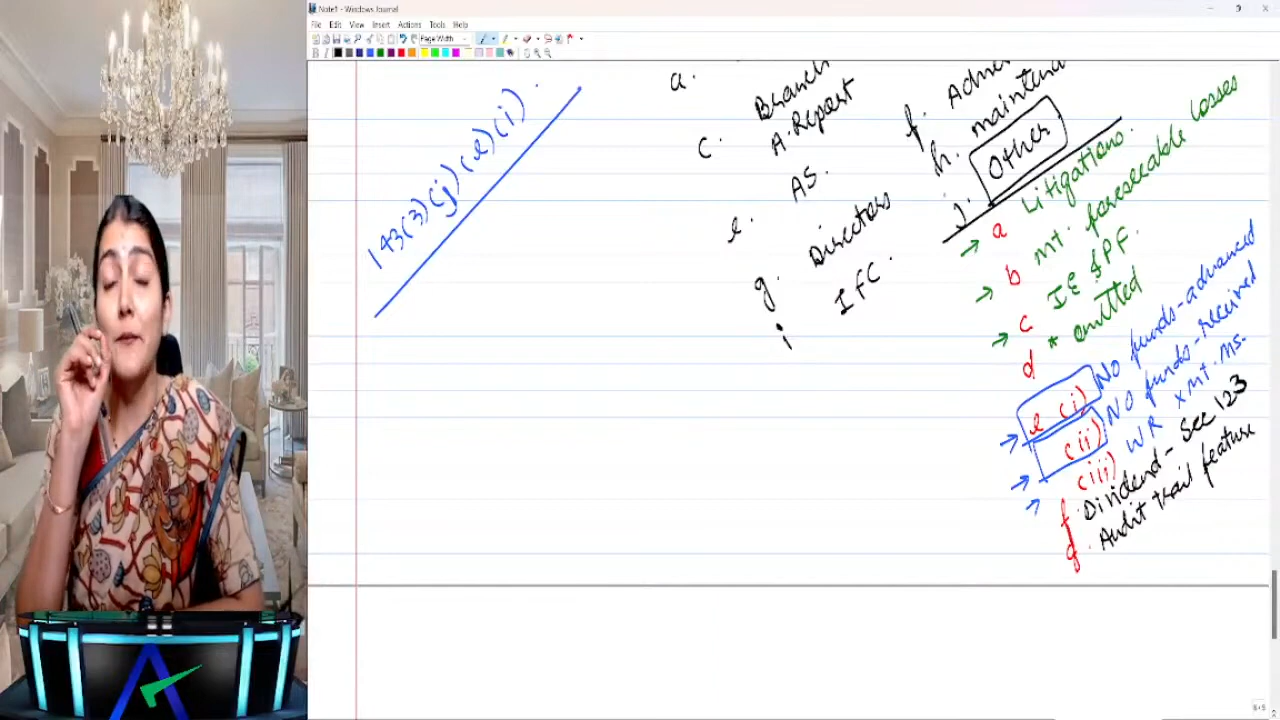 Note1 - Windows Journal
File Edit View Insert Actions Tools Help
Page Width
143(3)(j)(e)(i).
a.
c. Branch
A. Report
e. AS.
g. Directors
i IFC.
f. Adver
h. maintena
j. Other
a Litigations.
b Mt. foreseeable losses
c IE & PF.
d * omitted
e (i) No funds-advanced
(ii) No funds-received
(iii) WR x Mt. Ms.
f. Dividend - Sec 123
g. Audit trail feature